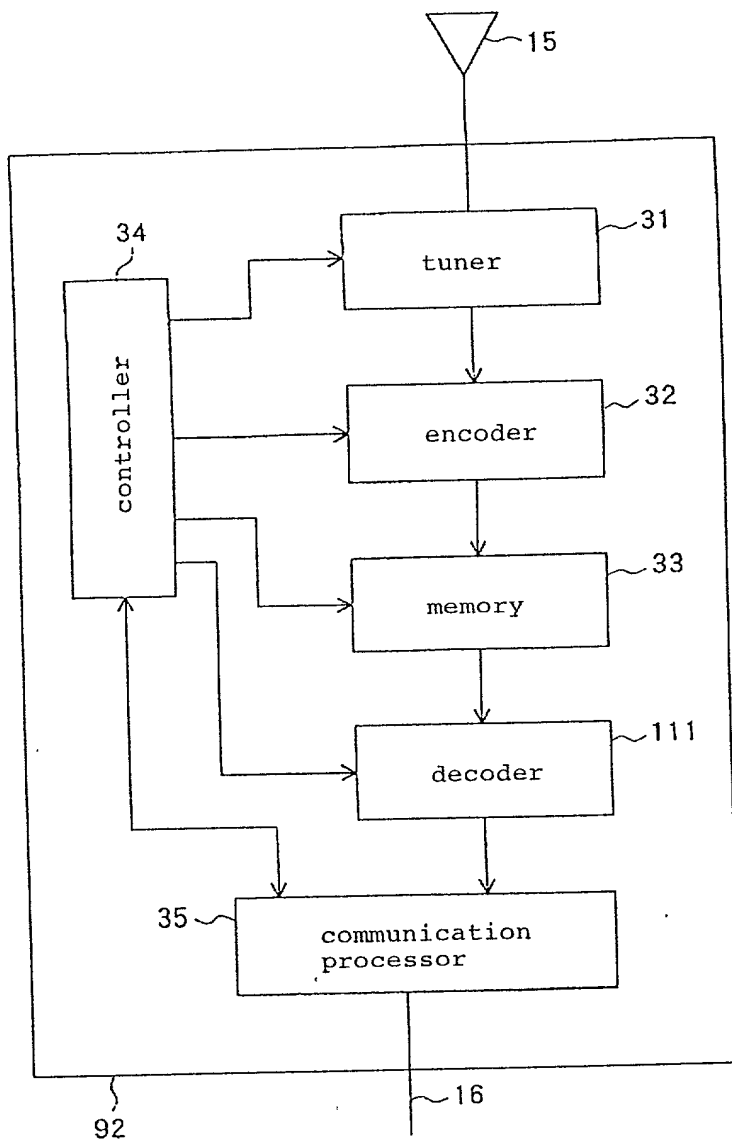 15
31
tuner
34
controller
32
encoder
33
memory
111
decoder
35
communication
processor
16
92